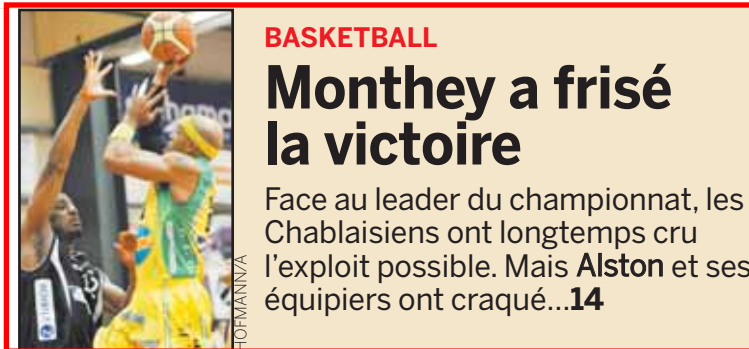 BASKETBALL
Monthey a frisé
la victoire
Face au leader du championnat, les
Chablaisiens ont longtemps cru
l'exploit possible. Mais Alston et ses
équipiers ont craqué...14
HOFMANN/A